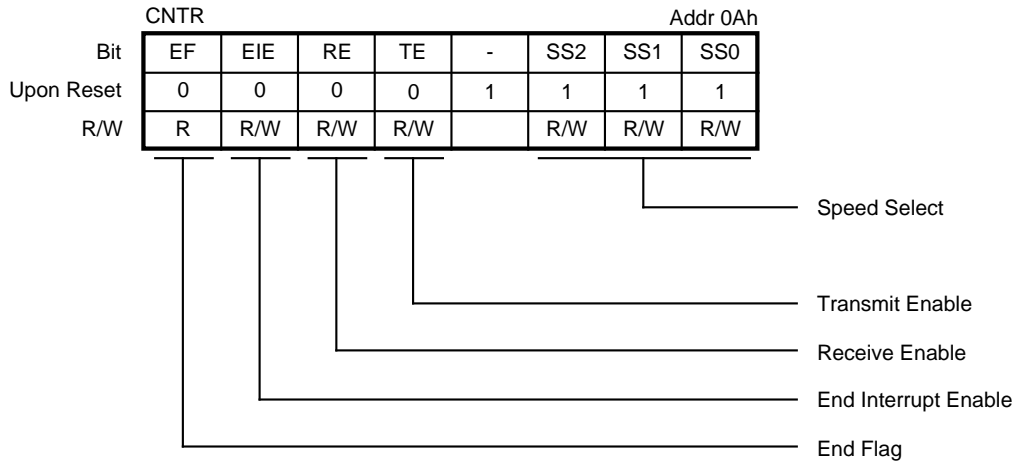 CNTR Addr 0Ah
Bit EF EIE RE TE - SS2 SS1 SS0
Upon Reset 0 0 0 0 1 1 1 1
R/W R R/W R/W R/W R/W R/W R/W
Speed Select
Transmit Enable
Receive Enable
End Interrupt Enable
End Flag